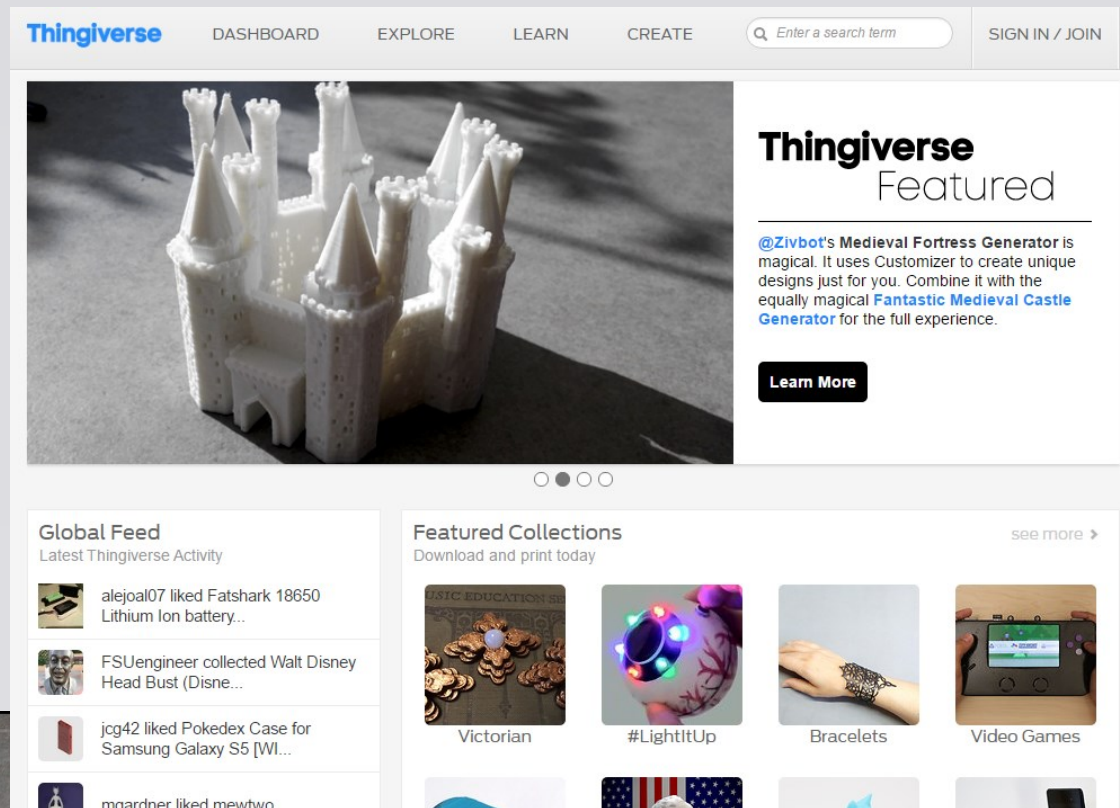 Thingiverse
DASHBOARD
EXPLORE
LEARN
CREATE
Enter a search term
SIGN IN / JOIN
Thingiverse
Featured
@Zivbot's Medieval Fortress Generator is
magical. It uses Customizer to create unique
designs just for you. Combine it with the
equally magical Fantastic Medieval Castle
Generator for the full experience.
Learn More
Global Feed
Latest Thingiverse Activity
alejoal07 liked Fatshark 18650
Lithium Ion battery...
FSUengineer collected Walt Disney
Head Bust (Disne...
jcg42 liked Pokedex Case for
Samsung Galaxy S5 [WI...
mgardner liked mewtwo
Featured Collections
Download and print today
see more
USIC EDUCATION SE
Victorian
#LightItUp
Bracelets
Video Games